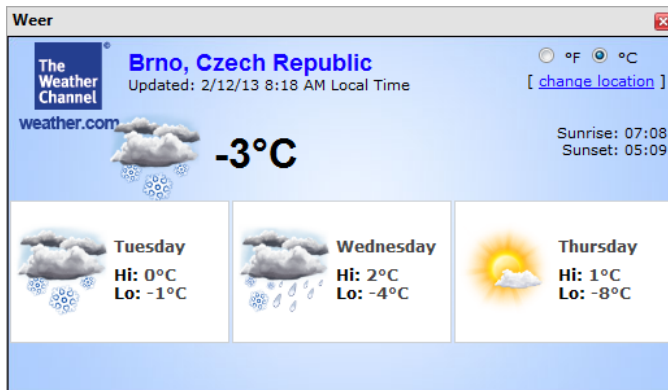 Weer
The
Weather
Channel
weather.com
Brno, Czech Republic
Updated: 2/12/13 8:18 AM Local Time
°F °C
[ change location ]
-3°C
Sunrise: 07:08
Sunset: 05:09
Tuesday
Hi: 0°C
Lo: -1°C
Wednesday
Hi: 2°C
Lo: -4°C
Thursday
Hi: 1°C
Lo: -8°C